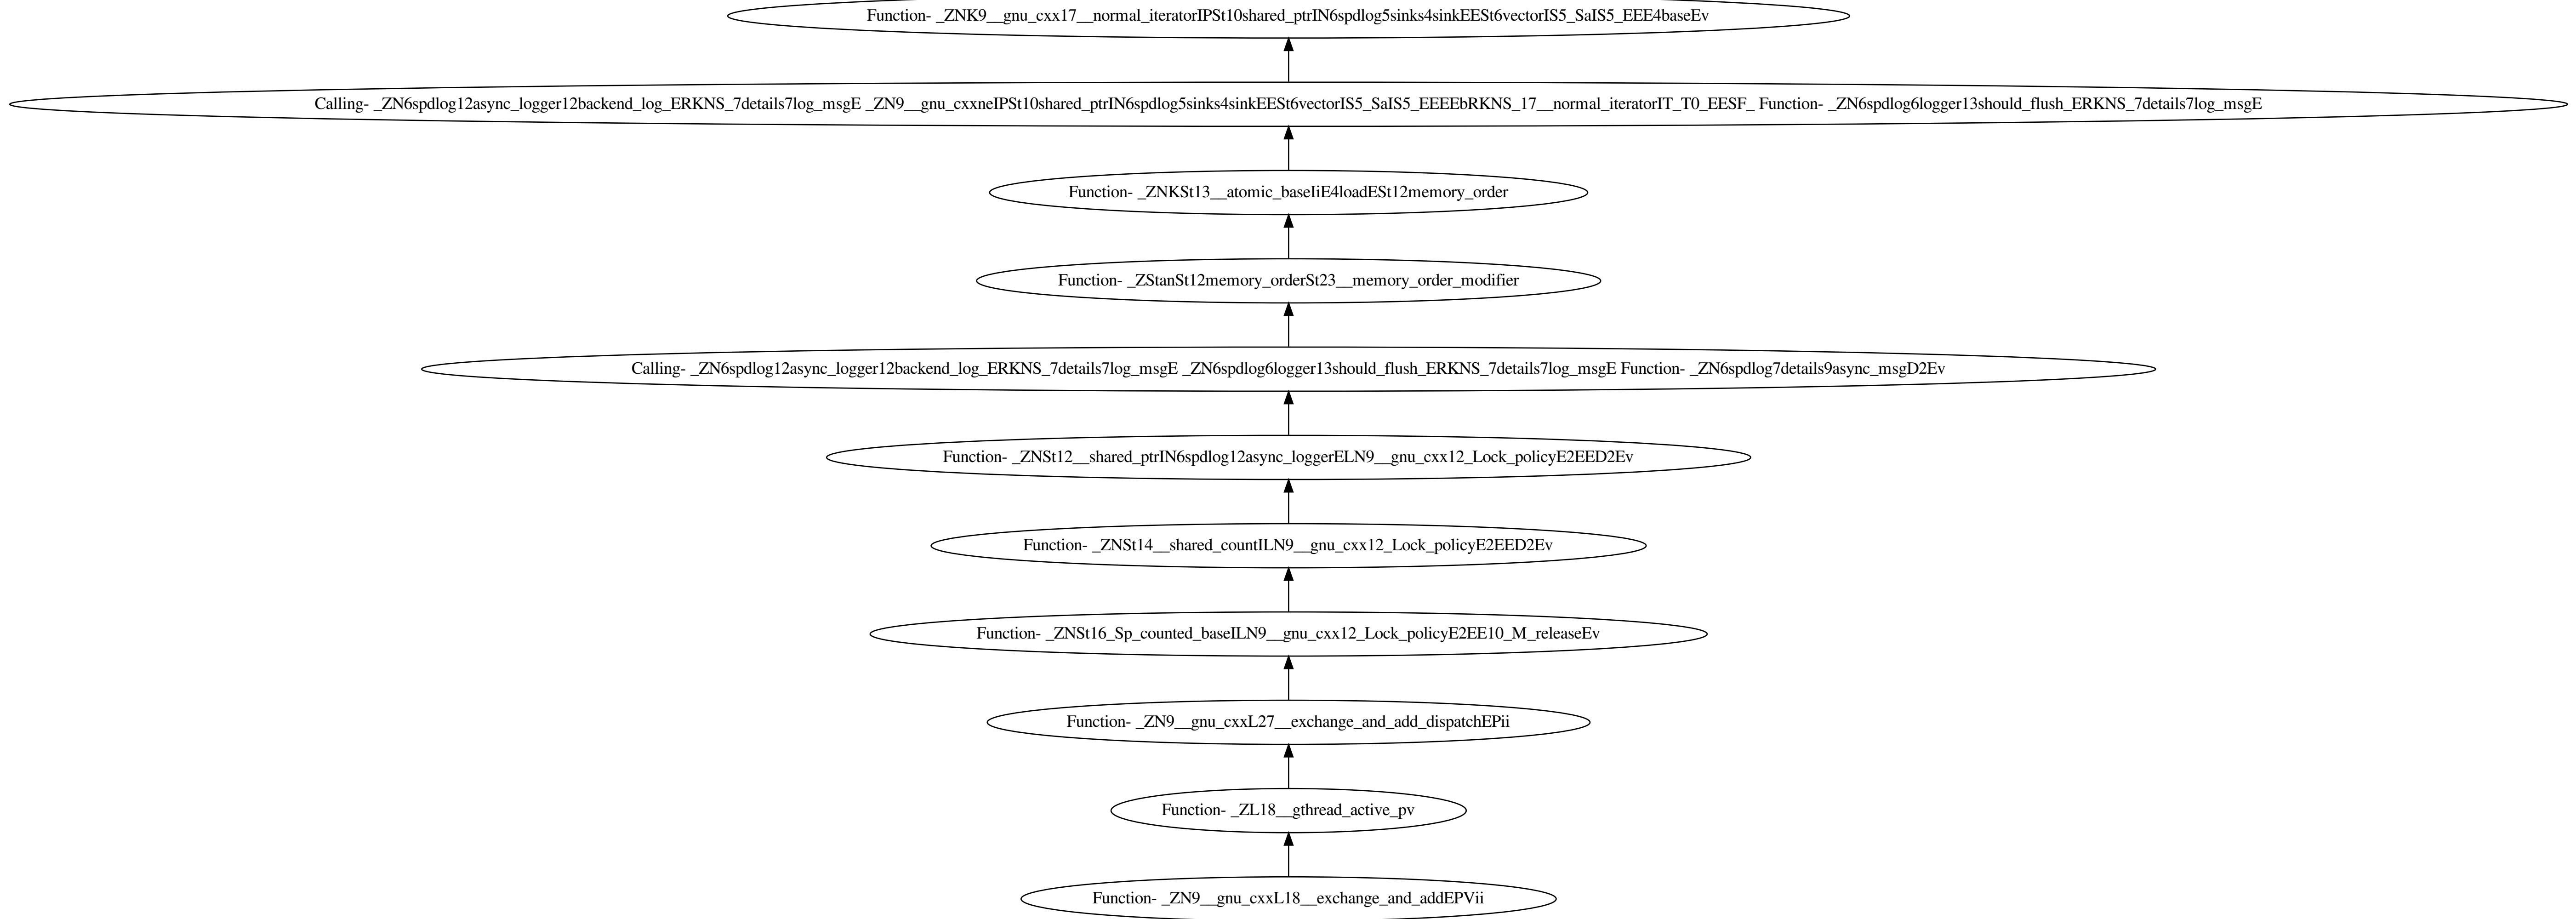 Function- _ZNK9__gnu_cxx17__normal_iteratorIPSt10shared_ptrIN6spdlog5sinks4sinkEESt6vectorIS5_SaIS5_EEE4baseEv
Calling- _ZN6spdlog12async_logger12backend_log_ERKNS_7details7log_msgE _ZN9__gnu_cxxneIPSt10shared_ptrIN6spdlog5sinks4sinkEESt6vectorIS5_SaIS5_EEEEbRKNS_17__normal_iteratorIT_T0_EESF_ Function- _ZN6spdlog6logger13should_flush_ERKNS_7details7log_msgE
Function- _ZNKSt13__atomic_baseIiE4loadESt12memory_order
Function- _ZStanSt12memory_orderSt23__memory_order_modifier
Calling- _ZN6spdlog12async_logger12backend_log_ERKNS_7details7log_msgE _ZN6spdlog6logger13should_flush_ERKNS_7details7log_msgE Function- _ZN6spdlog7details9async_msgD2Ev
Function- _ZNSt12__shared_ptrIN6spdlog12async_loggerELN9__gnu_cxx12_Lock_policyE2EED2Ev
Function- _ZNSt14__shared_countILN9__gnu_cxx12_Lock_policyE2EED2Ev
Function- _ZNSt16_Sp_counted_baseILN9__gnu_cxx12_Lock_policyE2EE10_M_releaseEv
Function- _ZN9__gnu_cxxL27__exchange_and_add_dispatchEPii
Function- _ZL18__gthread_active_pv
Function- _ZN9__gnu_cxxL18__exchange_and_addEPVii